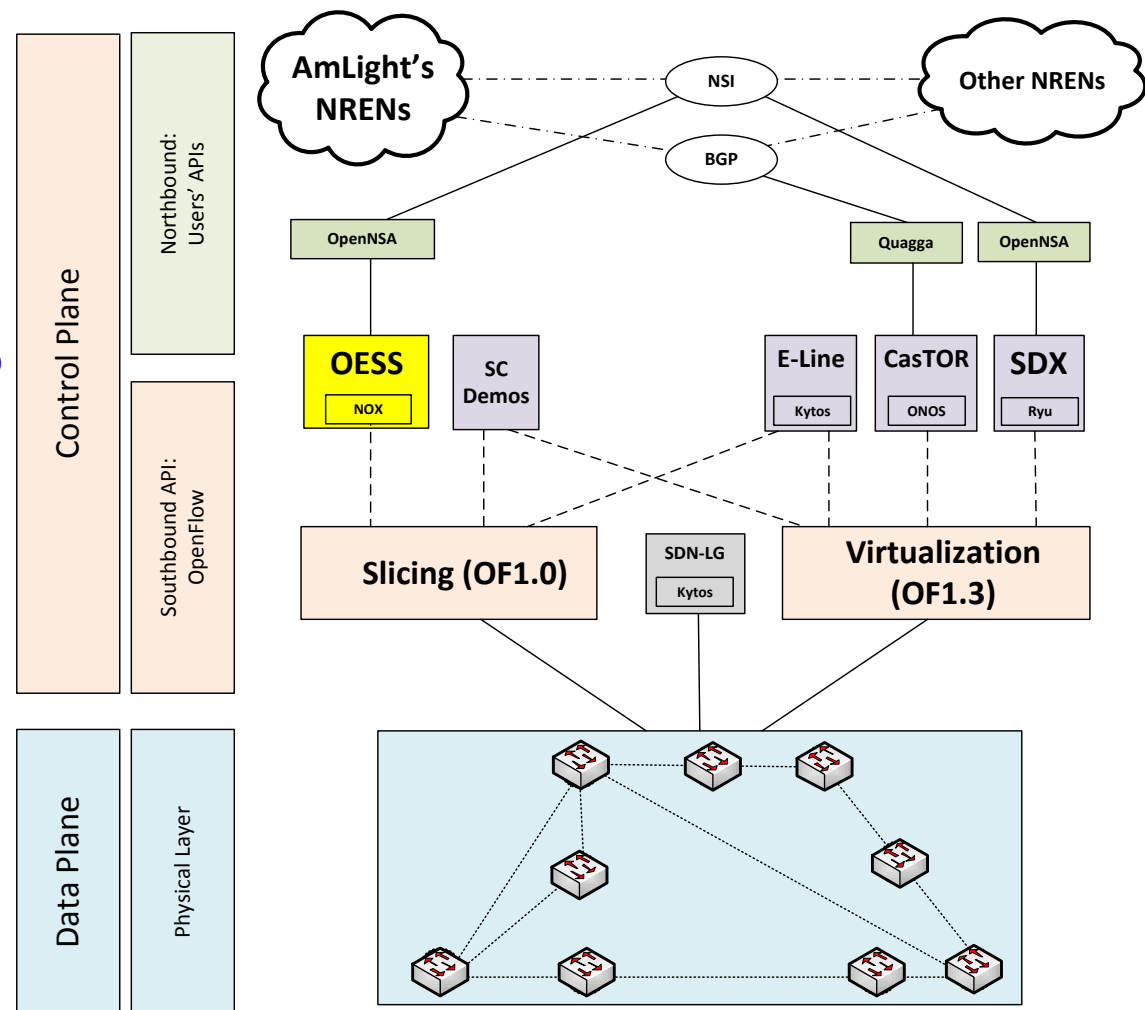 Control Plane
Northbound:
Users' APIs
Southbound API:
OpenFlow
Data Plane
Physical Layer
AmLight's
NRENs
NSI
Other NRENs
BGP
OpenNSA
Quagga
OpenNSA
OESS
NOX
SC
Demos
E-Line
Kytos
CasTOR
ONOS
SDX
Ryu
Slicing (OF1.0)
SDN-LG
Kytos
Virtualization
(OF1.3)